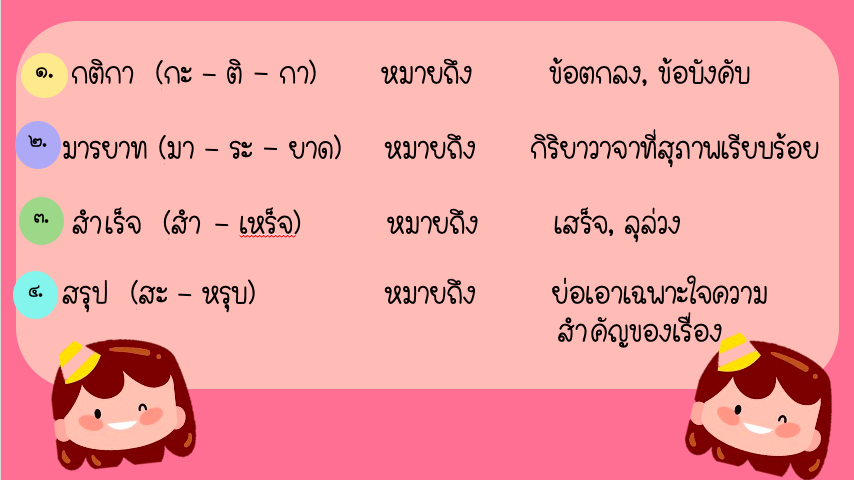 ๑. กติกา (กะ – ติ – กา) หมายถึง ข้อตกลง, ข้อบังคับ
๒. มารยาท (มา – ระ – ยาด) หมายถึง กิริยาวาจาที่สุภาพเรียบร้อย
๓. สำเร็จ (สำ – เหร็จ) หมายถึง เสร็จ, ลุล่วง
๔. สรุป (สะ – หรุบ) หมายถึง ย่อเอาเฉพาะใจความ
สำคัญของเรื่อง